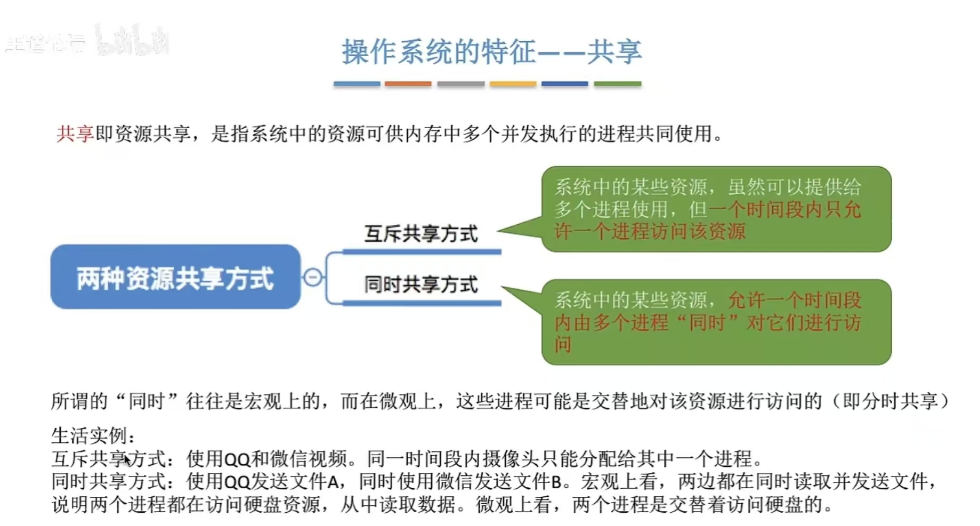 操作系统的特征——共享
共享即资源共享，是指系统中的资源可供内存中多个并发执行的进程共同使用。
系统中的某些资源，虽然可以提供给
多个进程使用，但一个时间段内只允
许一个进程访问该资源
互斥共享方式
两种资源共享方式
同时共享方式
系统中的某些资源，允许一个时间段
内由多个进程“同时”对它们进行访
问
所谓的“同时”往往是宏观上的，而在微观上，这些进程可能是交替地对该资源进行访问的（即分时共享）
生活实例：
互斥共享方式：使用QQ和微信视频。同一时间段内摄像头只能分配给其中一个进程。
同时共享方式：使用QQ发送文件A，同时使用微信发送文件B。宏观上看，两边都在同时读取并发送文件，
说明两个进程都在访问硬盘资源，从中读取数据。微观上看，两个进程是交替着访问硬盘的。